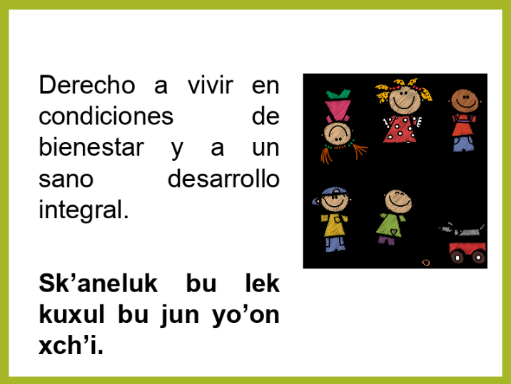 Derecho a vivir en
condiciones de
bienestar y a un
sano desarrollo
integral.
Sk’aneluk bu lek
kuxul bu jun yo’on
xch’i.